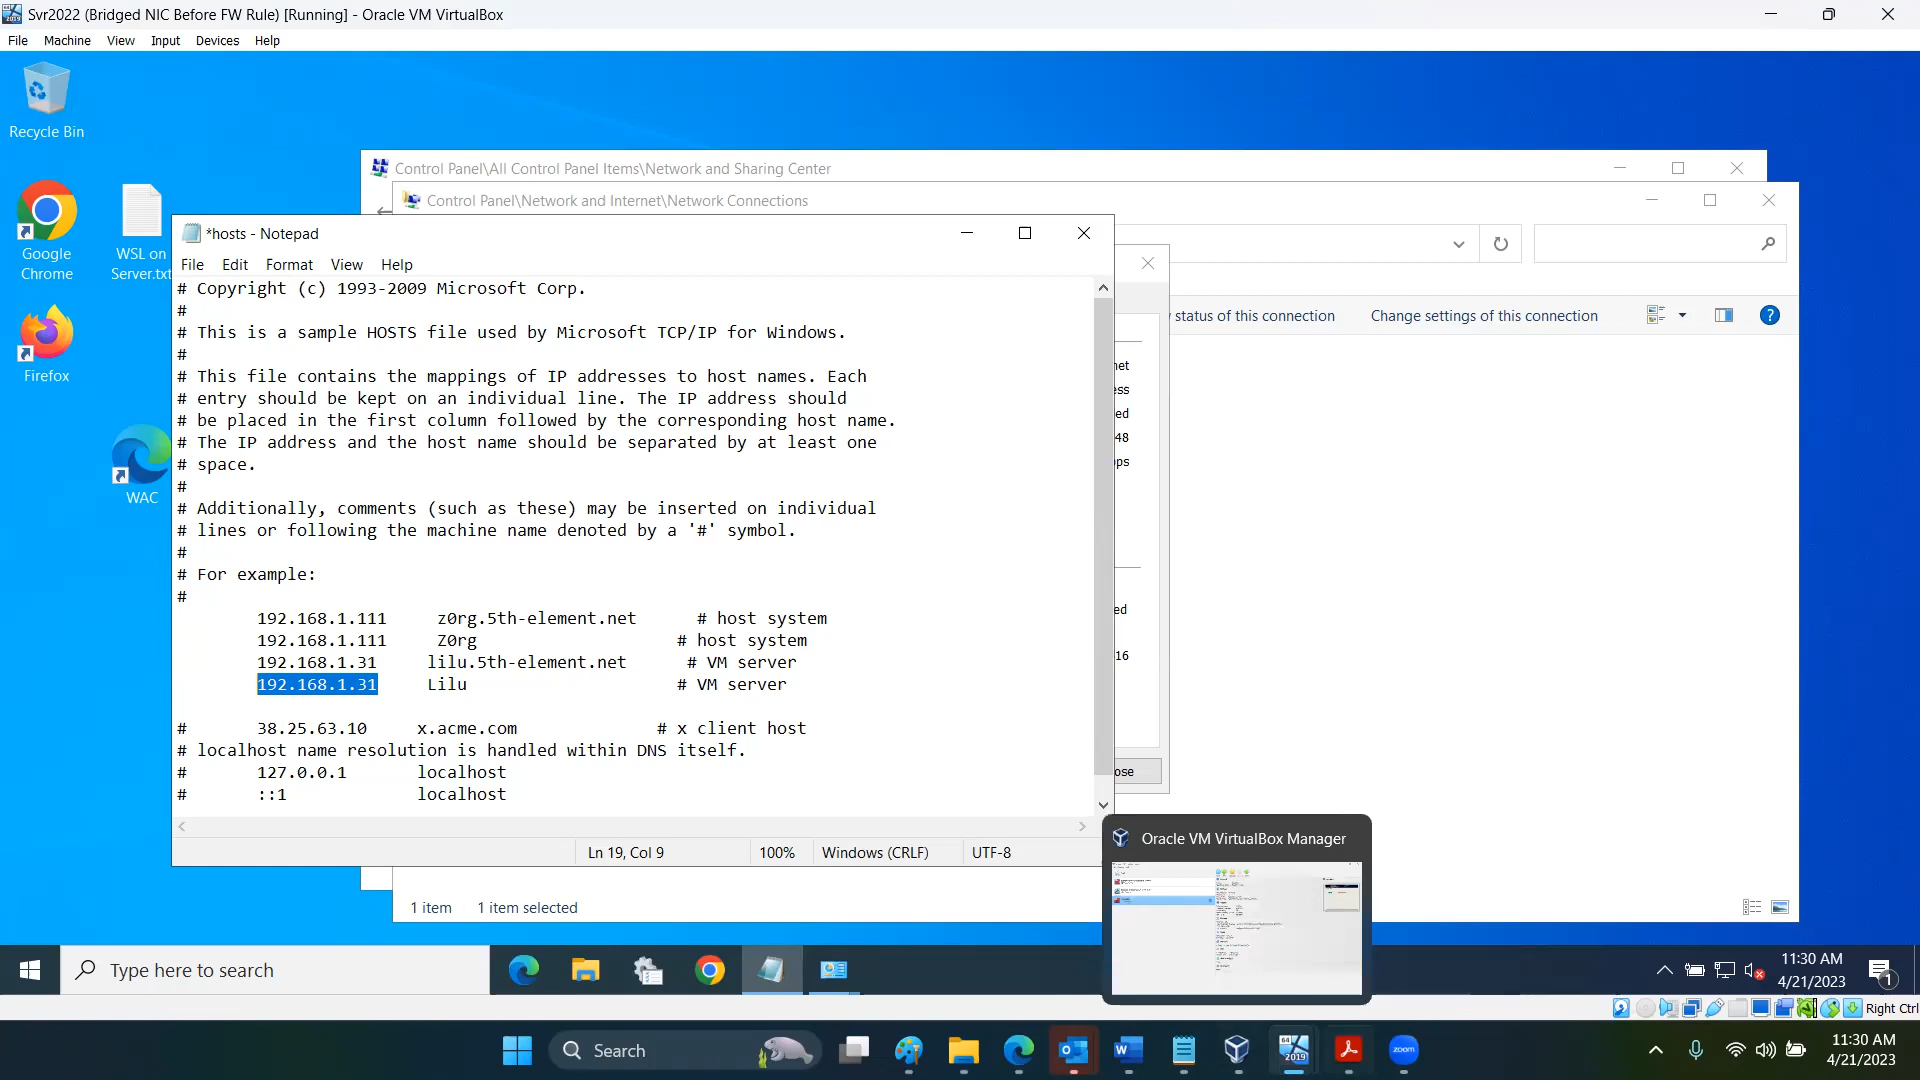 Svr2022 (Bridged NIC Before FW Rule) [Running] - Oracle VM VirtualBox
File Machine View Input Devices Help
Recycle Bin
Google Chrome
WSL on Server.txt
Firefox
WAC
Control Panel\All Control Panel Items\Network and Sharing Center
Control Panel\Network and Internet\Network Connections
status of this connection
Change settings of this connection
*hosts - Notepad
File Edit Format View Help
# Copyright (c) 1993-2009 Microsoft Corp.
#
# This is a sample HOSTS file used by Microsoft TCP/IP for Windows.
#
# This file contains the mappings of IP addresses to host names. Each
# entry should be kept on an individual line. The IP address should
# be placed in the first column followed by the corresponding host name.
# The IP address and the host name should be separated by at least one
# space.
#
# Additionally, comments (such as these) may be inserted on individual
# lines or following the machine name denoted by a '#' symbol.
#
# For example:
#
192.168.1.111 z0rg.5th-element.net # host system
192.168.1.111 Z0rg # host system
192.168.1.31 lilu.5th-element.net # VM server
192.168.1.31 Lilu # VM server
# 38.25.63.10 x.acme.com # x client host
# localhost name resolution is handled within DNS itself.
# 127.0.0.1 localhost
# ::1 localhost
Ln 19, Col 9 100% Windows (CRLF) UTF-8
net
ess
ed
48
ps
ed
16
ose
1 item 1 item selected
Oracle VM VirtualBox Manager
Type here to search
11:30 AM
4/21/2023
1
Right Ctrl
Search
64
2019
zoom
11:30 AM
4/21/2023